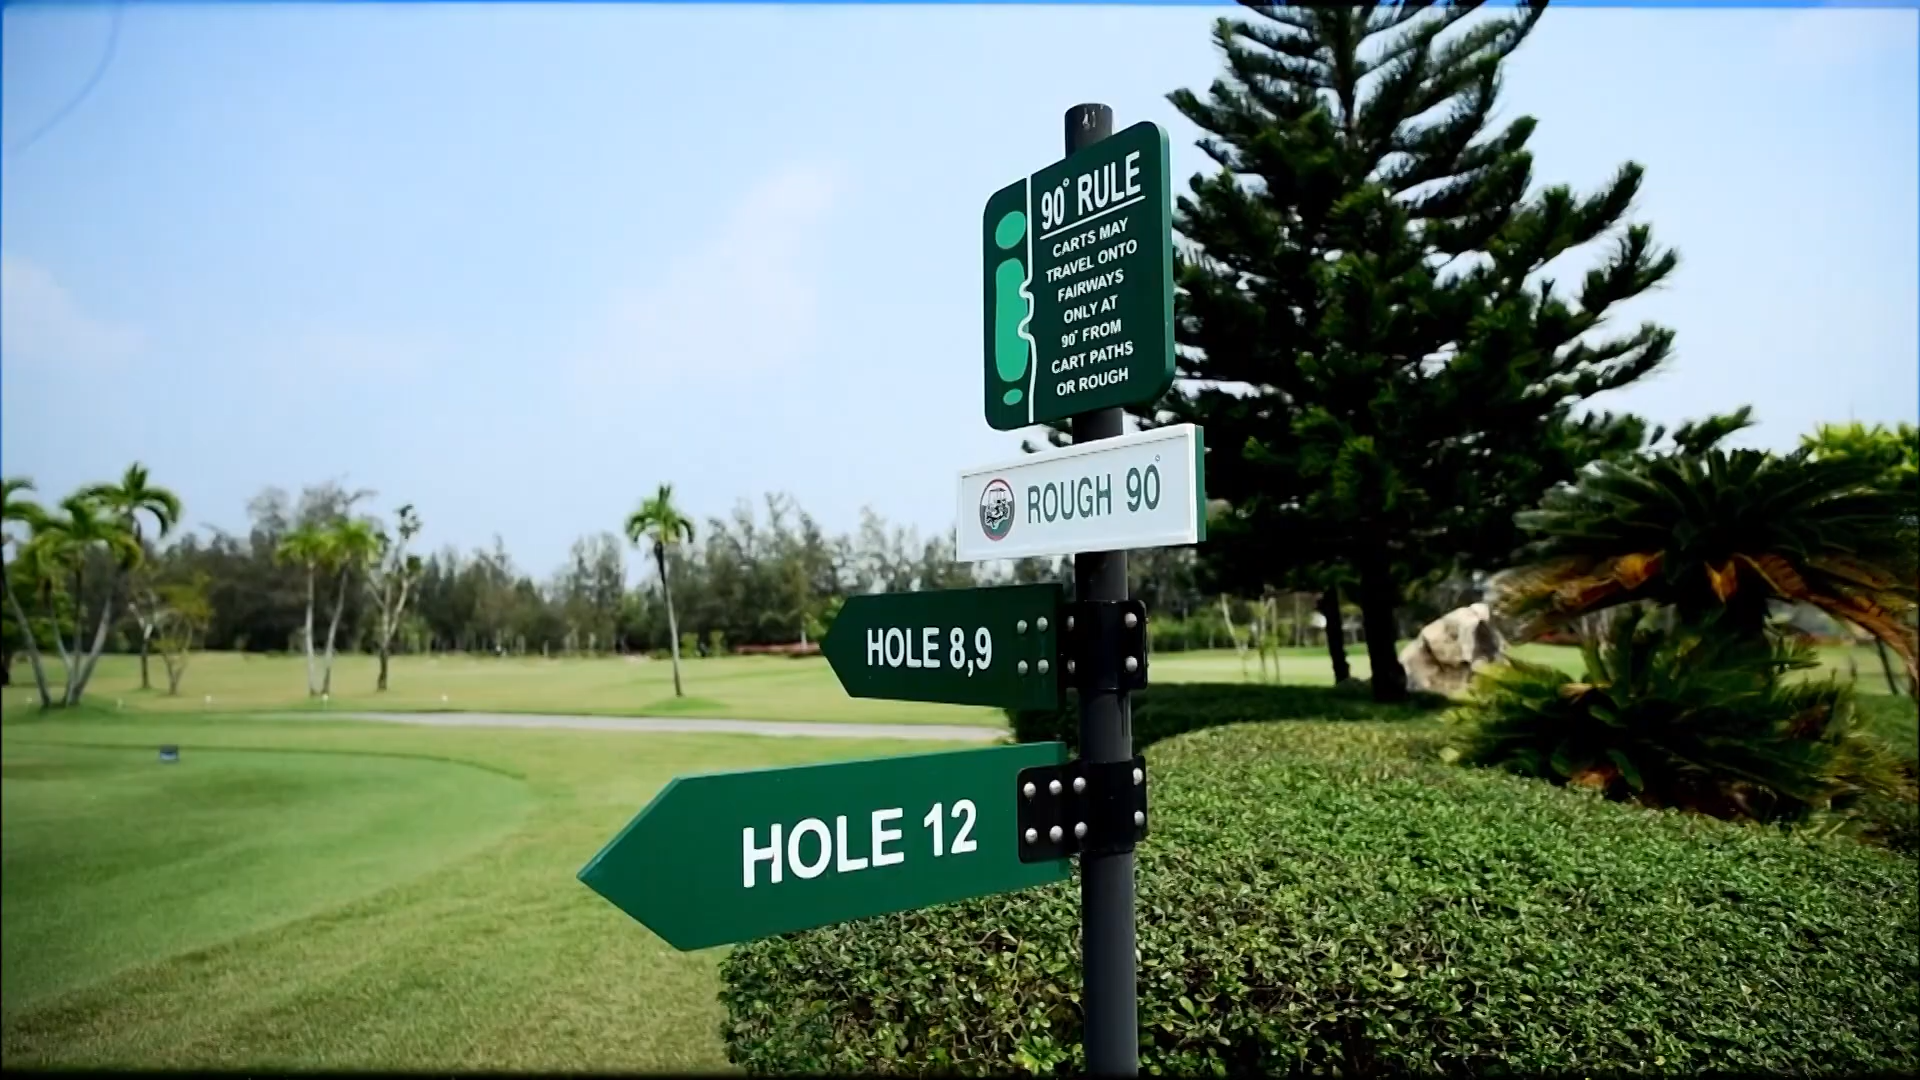 90° RULE
CARTS MAY
TRAVEL ONTO
FAIRWAYS
ONLY AT
90° FROM
CART PATHS
OR ROUGH
ROUGH 90°
HOLE 8,9
HOLE 12